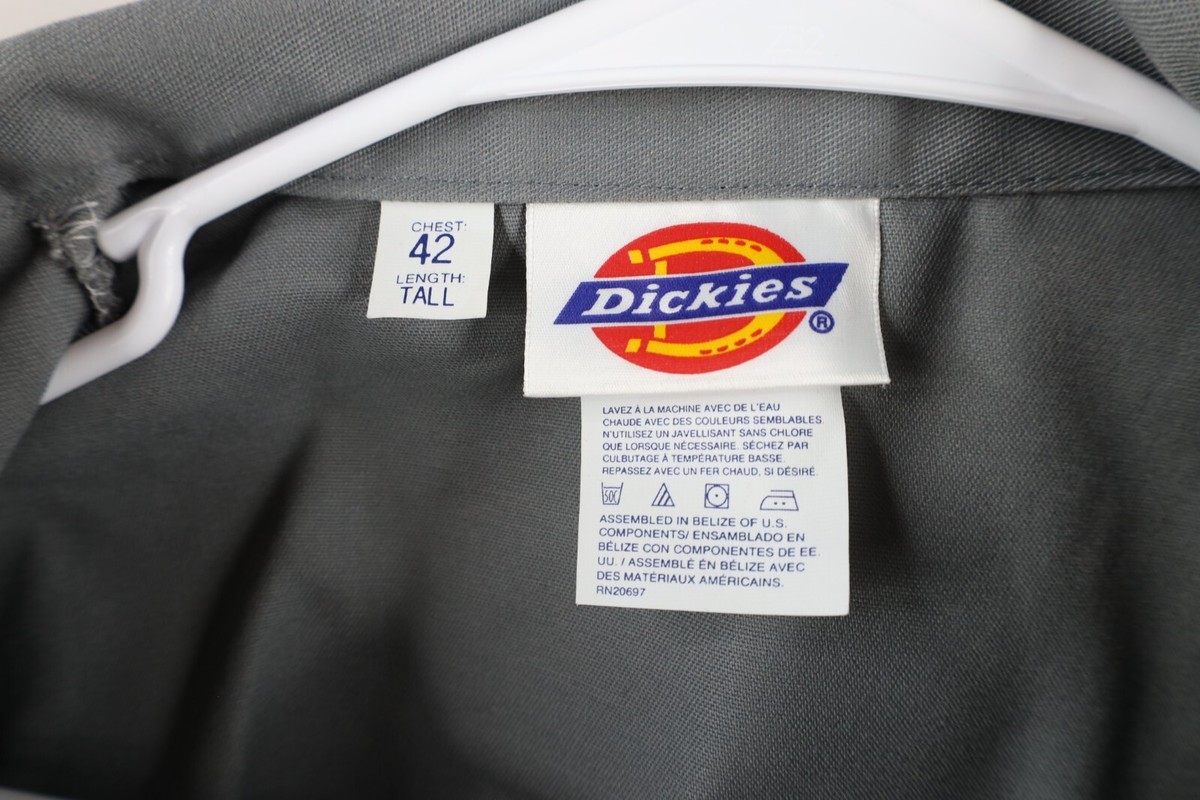 CHEST:
42
LENGTH:
TALL
Dickies
®
LAVEZ À LA MACHINE AVEC DE L'EAU
CHAUDE AVEC DES COULEURS SEMBLABLES.
N'UTILISEZ UN JAVELLISANT SANS CHLORE
QUE LORSQUE NÉCESSAIRE. SÉCHEZ PAR
CULBUTAGE À TEMPÉRATURE BASSE.
REPASSEZ AVEC UN FER CHAUD, SI DÉSIRÉ.
50C
ASSEMBLED IN BELIZE OF U.S.
COMPONENTS/ ENSAMBLADO EN
BÉLIZE CON COMPONENTES DE EE.
UU. / ASSEMBLÉ ÉN BÉLIZE AVEC
DES MATÉRIAUX AMÉRICAINS.
RN20697